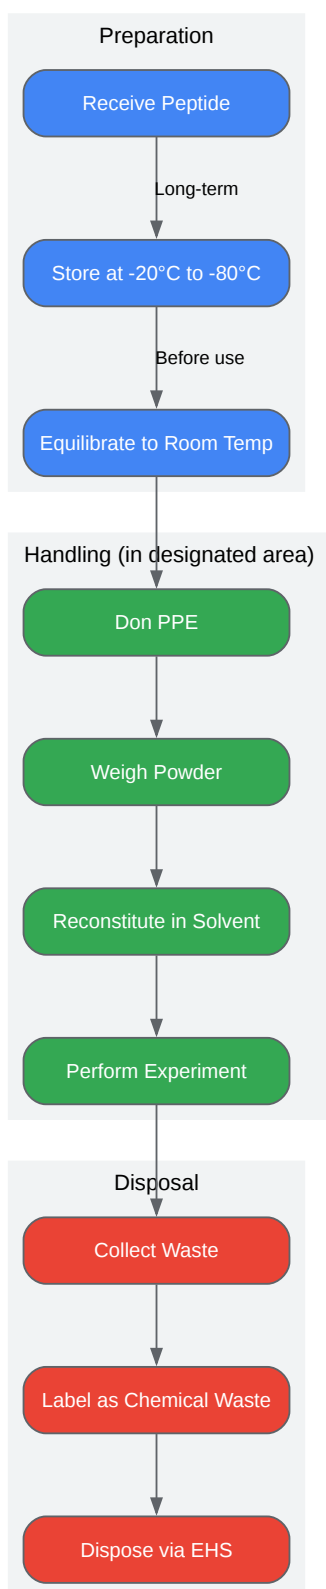 Preparation
Receive Peptide
Long-term
Store at -20°C to -80°C
Before use
Equilibrate to Room Temp
Handling (in designated area)
Don PPE
Weigh Powder
Reconstitute in Solvent
Perform Experiment
Disposal
Collect Waste
Label as Chemical Waste
Dispose via EHS